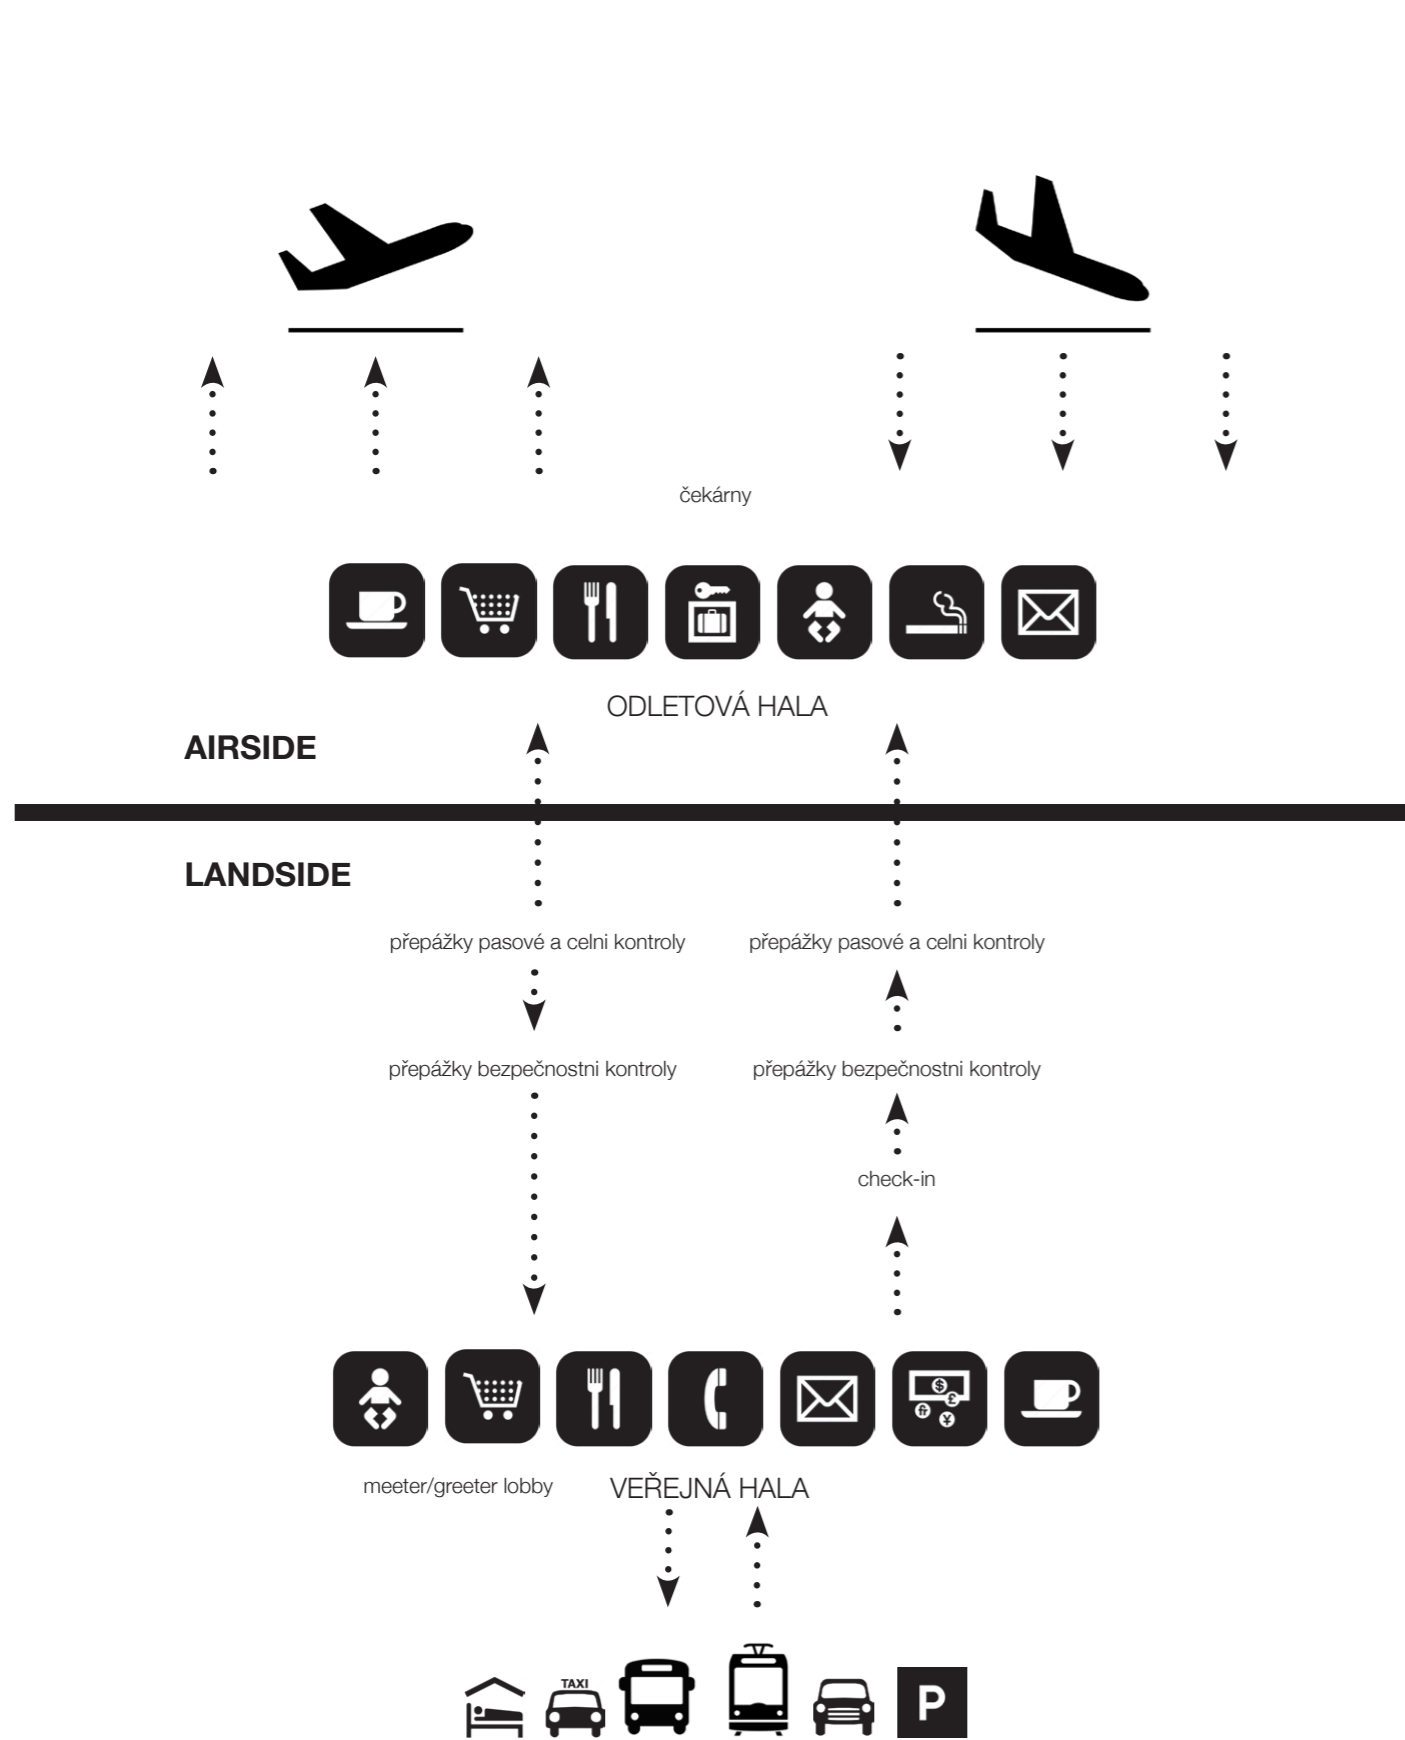 čekárny
ODLETOVÁ HALA
AIRSIDE
LANDSIDE
přepážky pasové a celni kontroly
přepážky pasové a celni kontroly
přepážky bezpečnostni kontroly
přepážky bezpečnostni kontroly
check-in
$
£
fr
¥
meeter/greeter lobby
VEŘEJNÁ HALA
TAXI
P